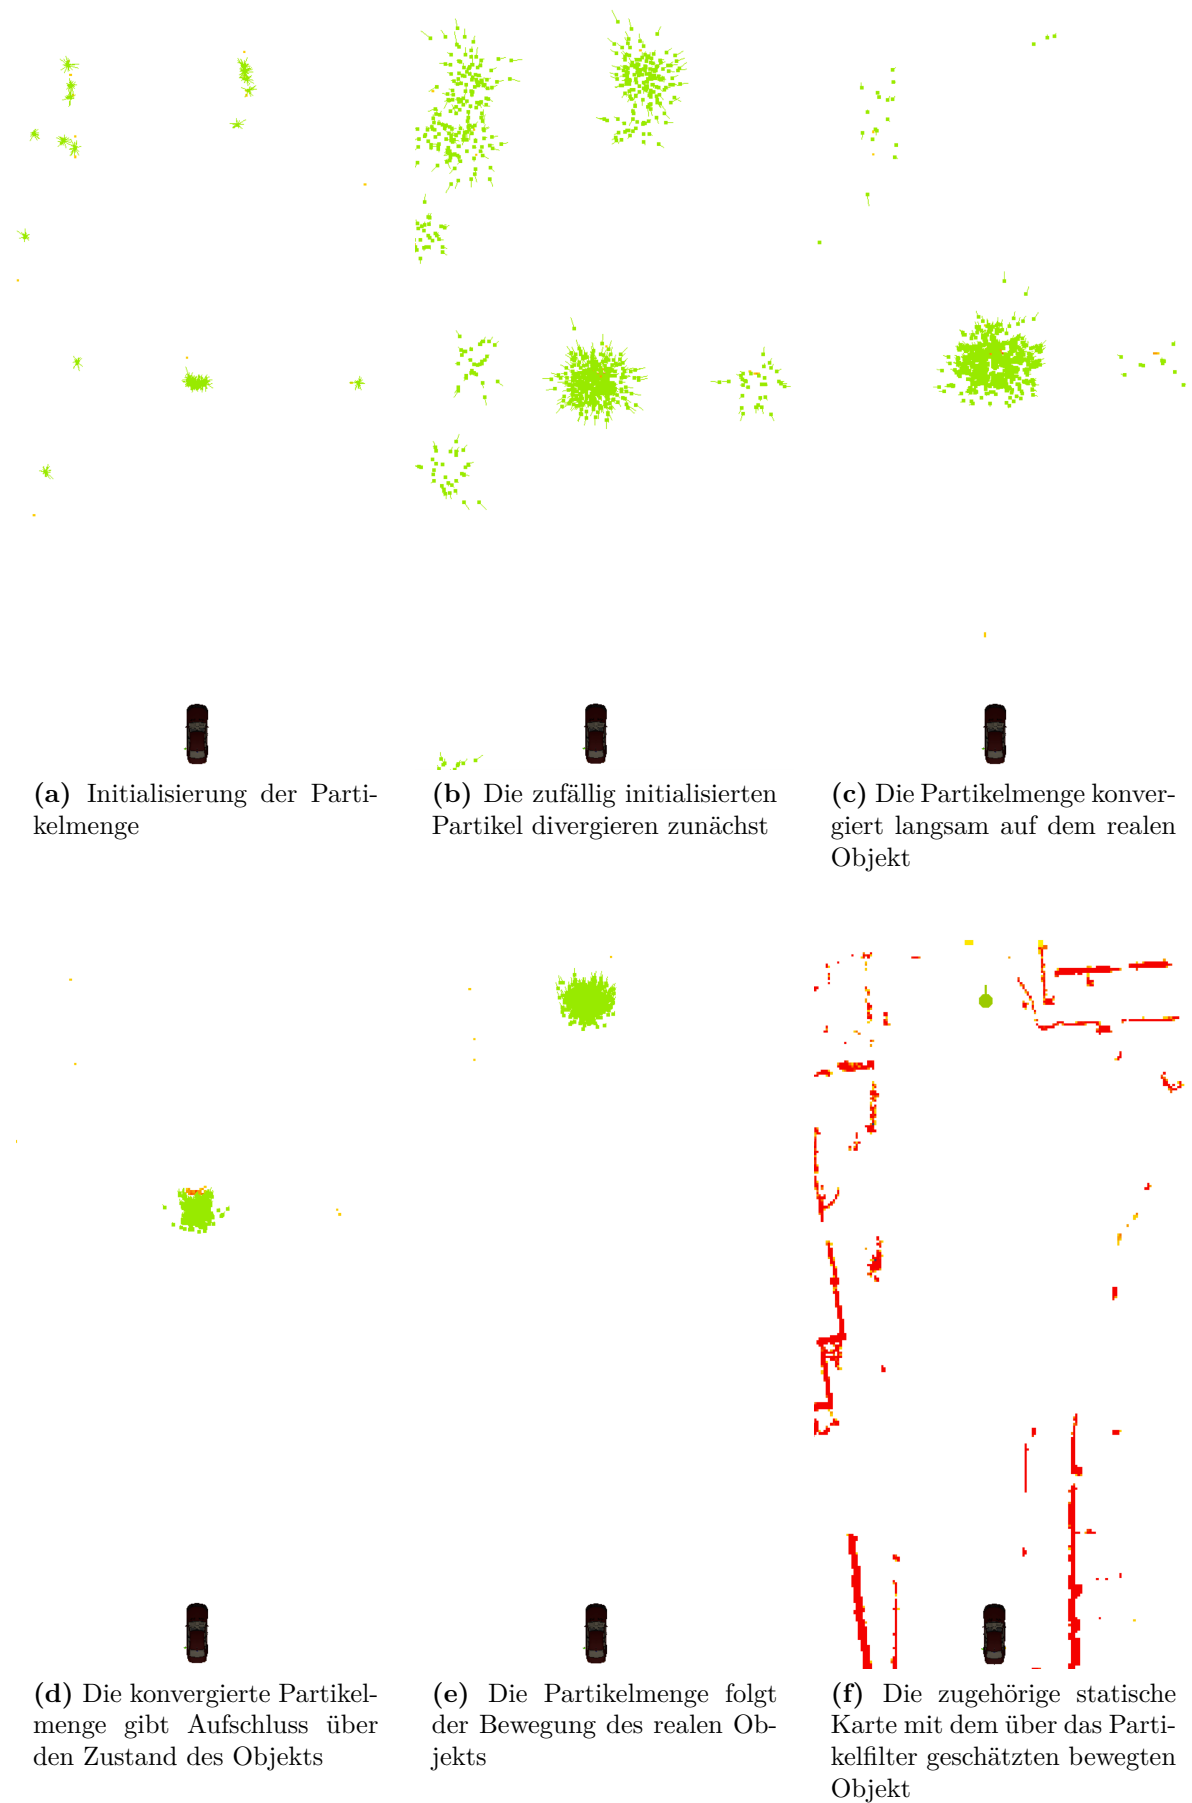 (a) Initialisierung der Parti-
kelmenge
(b) Die zufällig initialisierten
Partikel divergieren zunächst
(c) Die Partikelmenge konver-
giert langsam auf dem realen
Objekt
(d) Die konvergierte Partikel-
menge gibt Aufschluss über
den Zustand des Objekts
(e) Die Partikelmenge folgt
der Bewegung des realen Ob-
jekts
(f) Die zugehörige statische
Karte mit dem über das Parti-
kelfilter geschätzten bewegten
Objekt